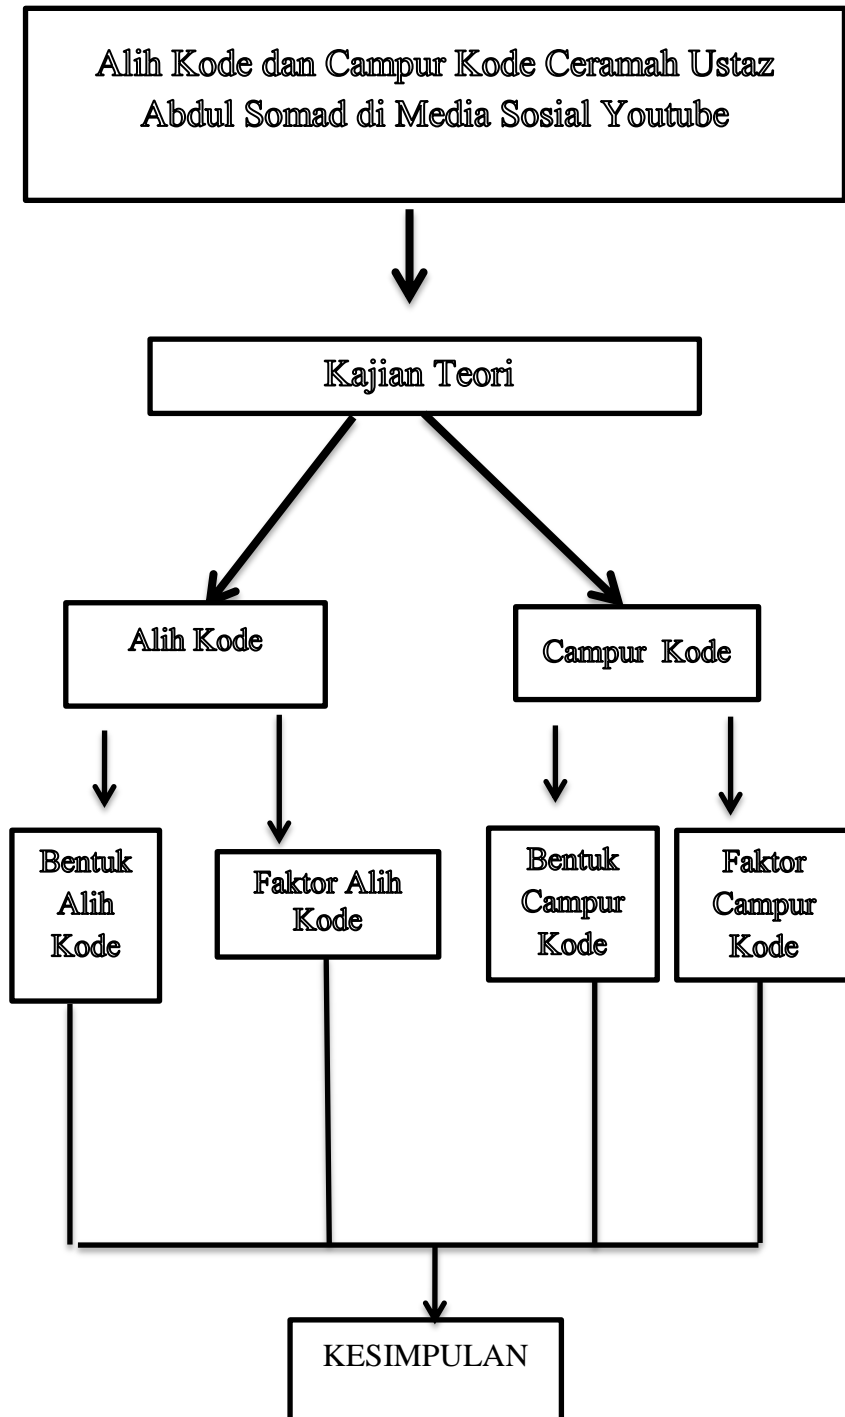 Alih Kode dan Campur Kode Ceramah Ustaz
Abdul Somad di Media Sosial Youtube
Kajian Teori
Alih Kode
Campur Kode
Bentuk
Alih
Kode
Faktor Alih
Kode
Bentuk
Campur
Kode
Faktor
Campur
Kode
KESIMPULAN